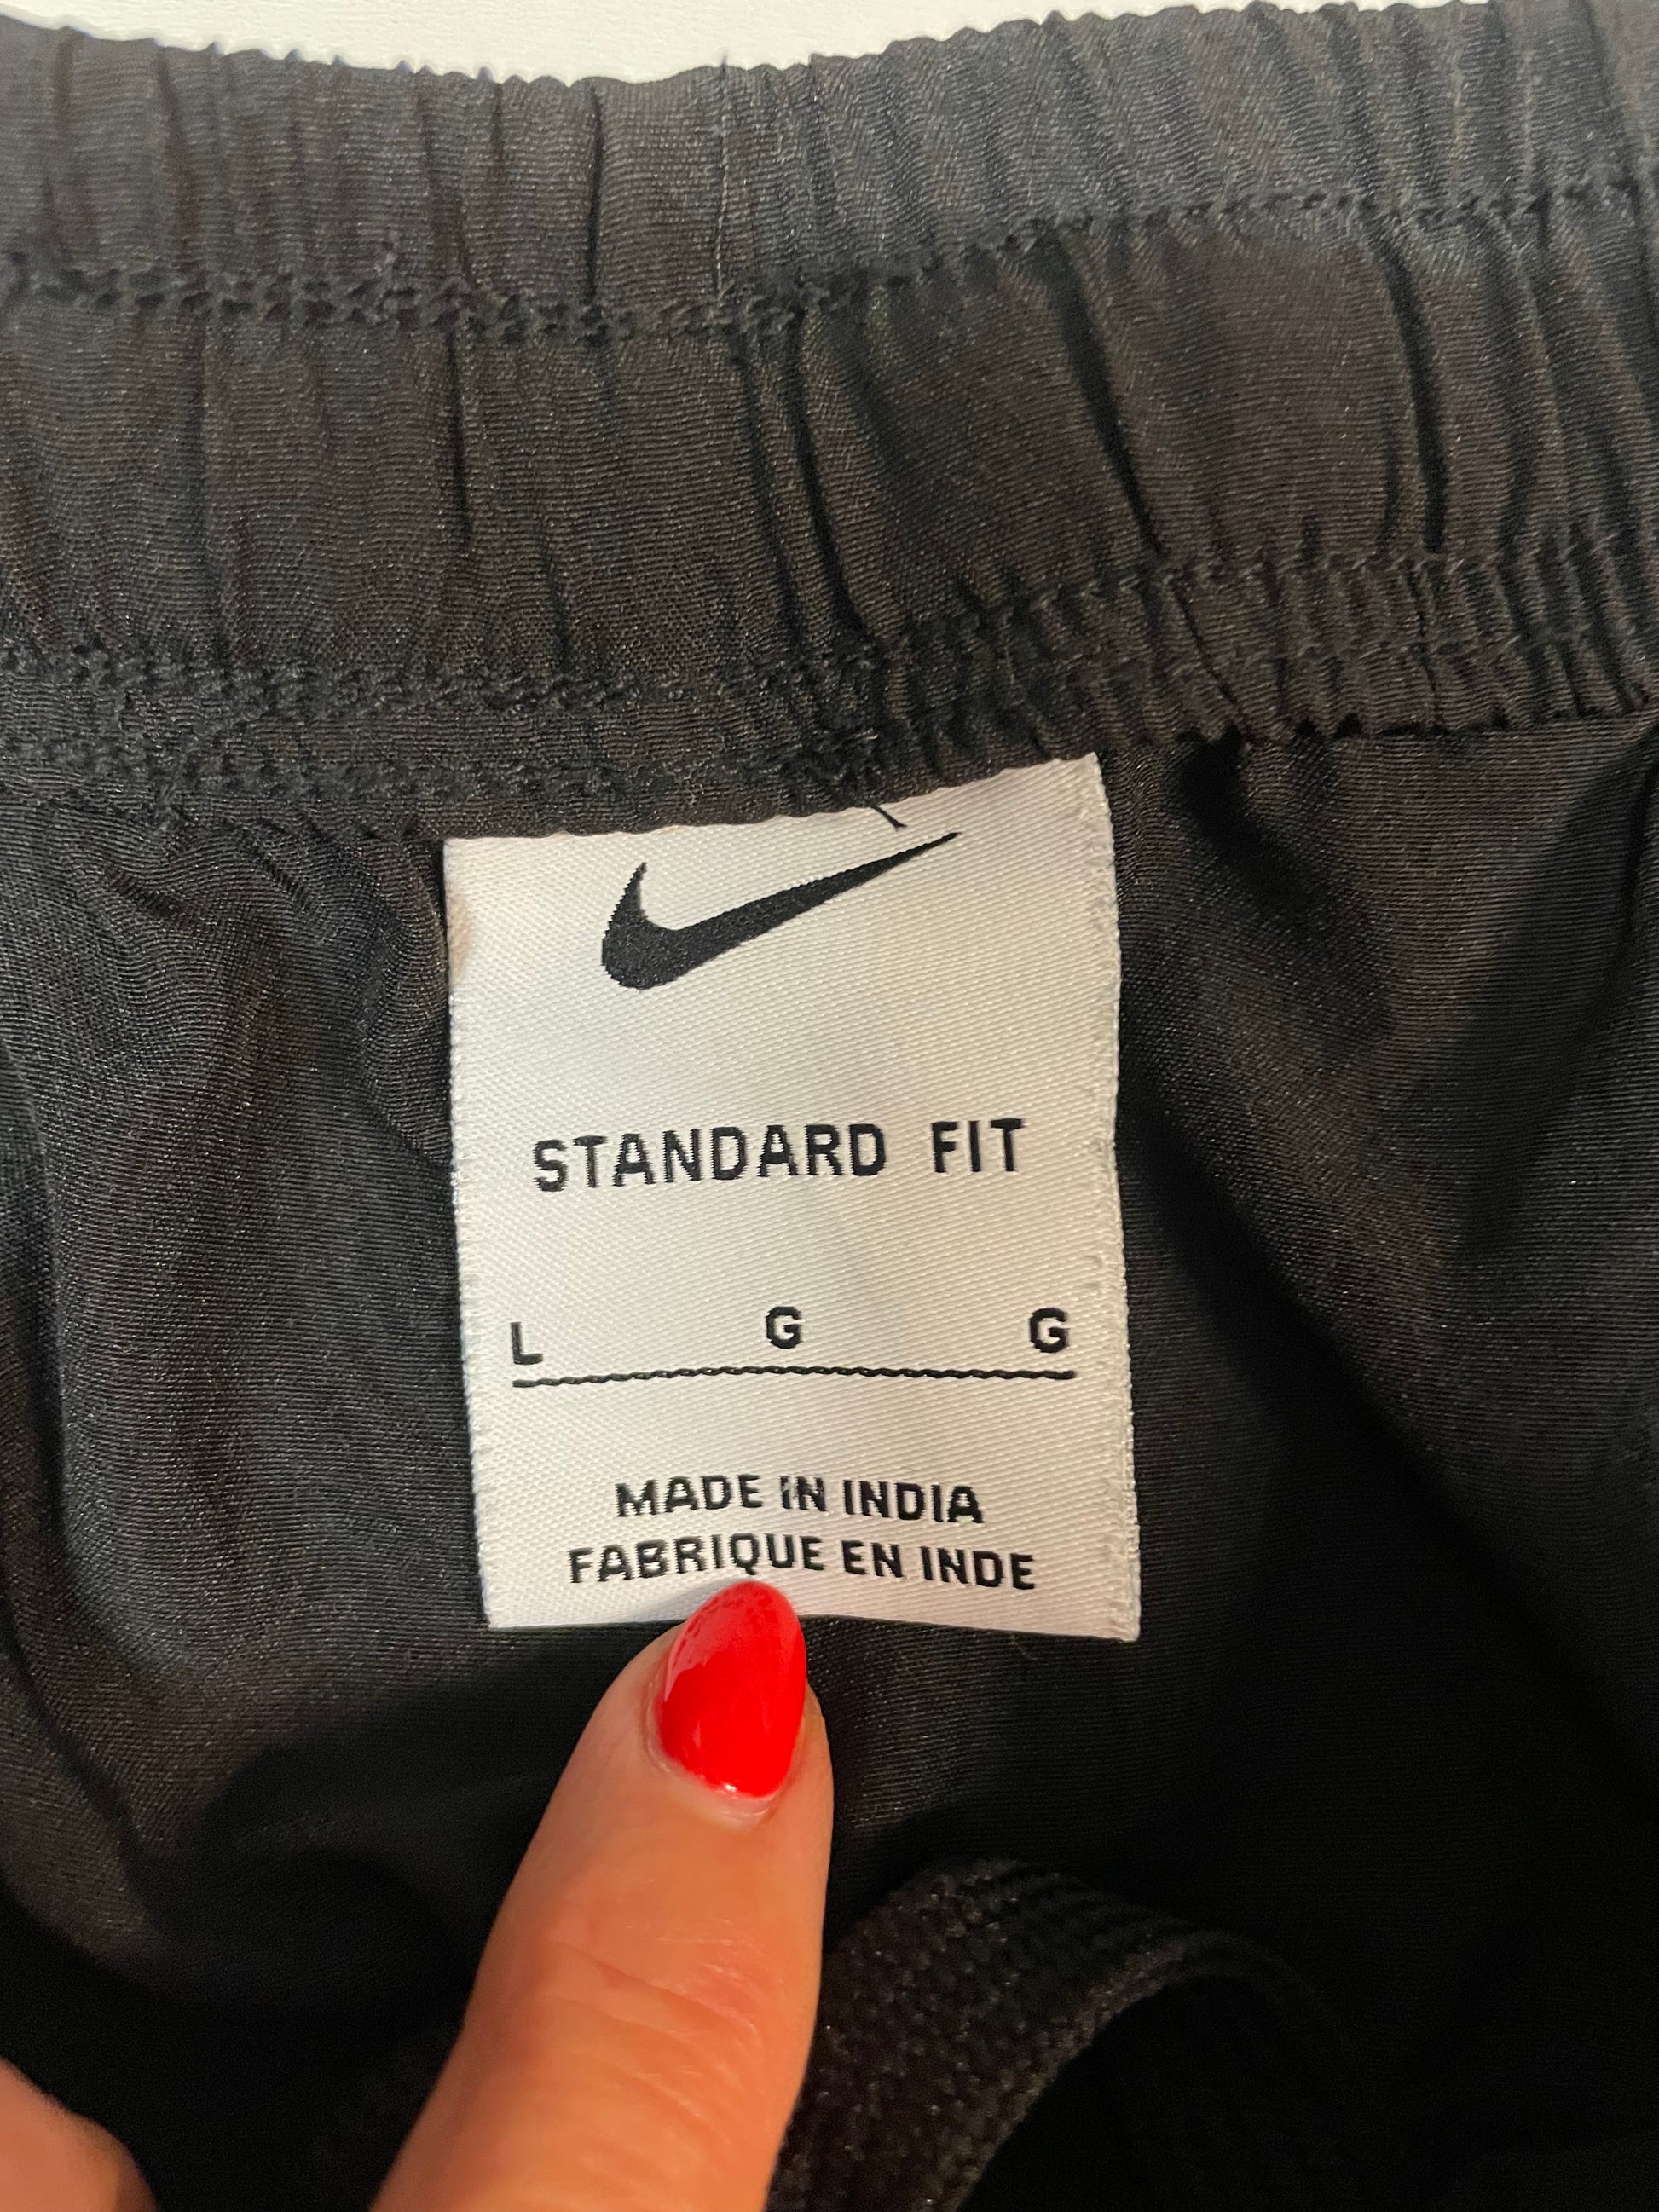 STANDARD FIT
L G G
MADE IN INDIA
FABRIQUE EN INDE